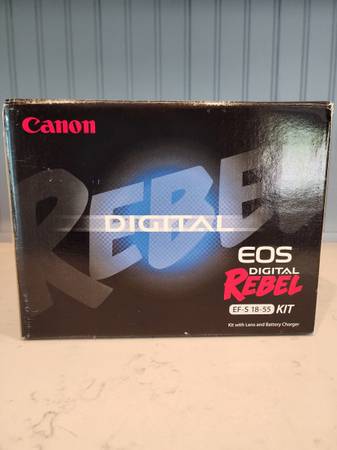 Canon
REBEL
DIGITAL
EOS
DIGITAL
REBEL
EF-S 18-55 KIT
Kit with Lens and Battery Charger